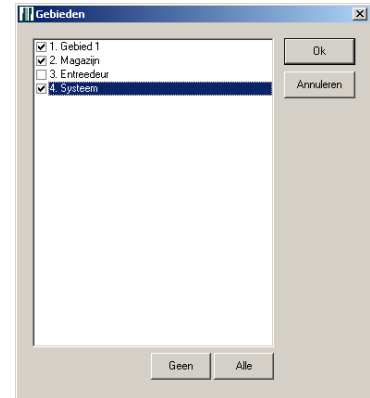 Gebieden
1. Gebied 1
2. Magazijn
3. Entreedeur
4. Systeem
Ok
Annuleren
Geen
Alle